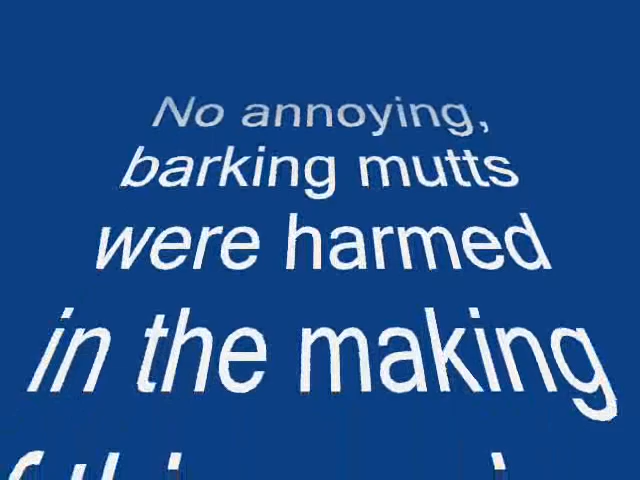 No annoying,
barking mutts
were harmed
in the making